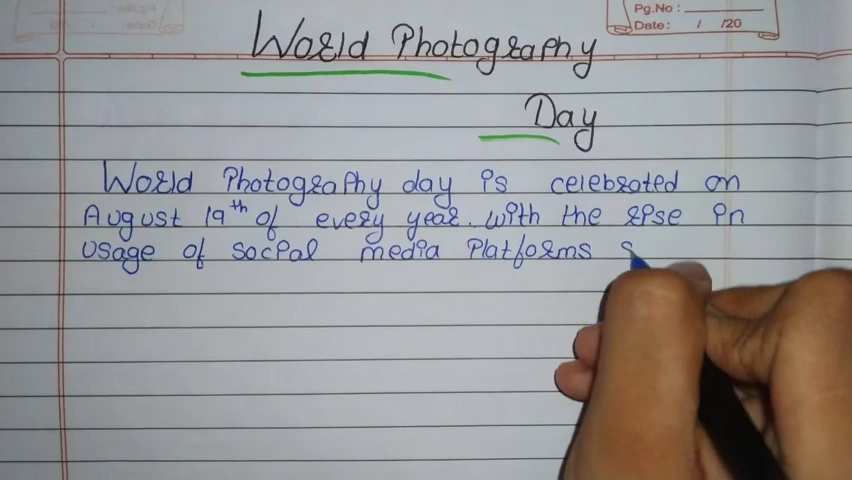 Pg.No :
Date: / /20
World Photography
Day
World Photography day is celebrated on
August 19th of every year. with the rise in
usage of social media Platforms